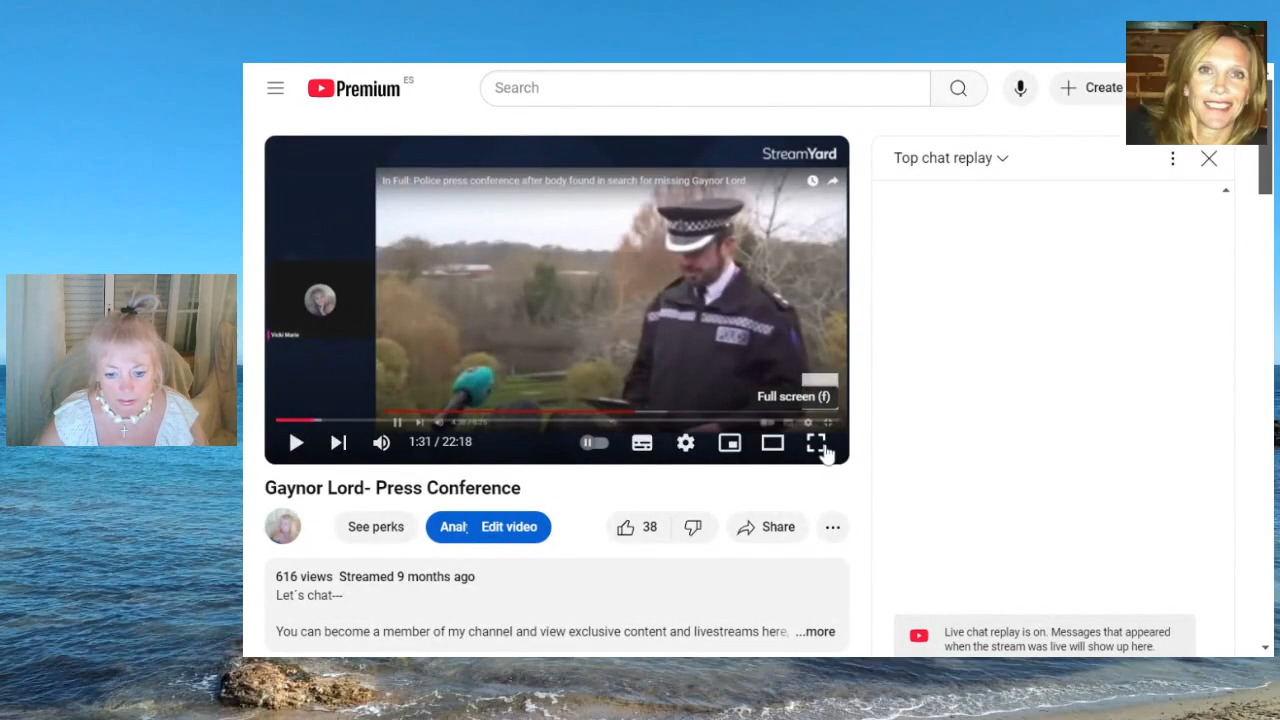 Premium ES
Search
Create
StreamYard
In Full: Police press conference after body found in search for missing Gaynor Lord
Vicki Marie
POLICE
Full screen (f)
1:31 / 22:18
Top chat replay
Gaynor Lord- Press Conference
See perks
Anal
Edit video
38
Share
616 views Streamed 9 months ago
Let´s chat---
You can become a member of my channel and view exclusive content and livestreams here, ...more
Live chat replay is on. Messages that appeared
when the stream was live will show up here.